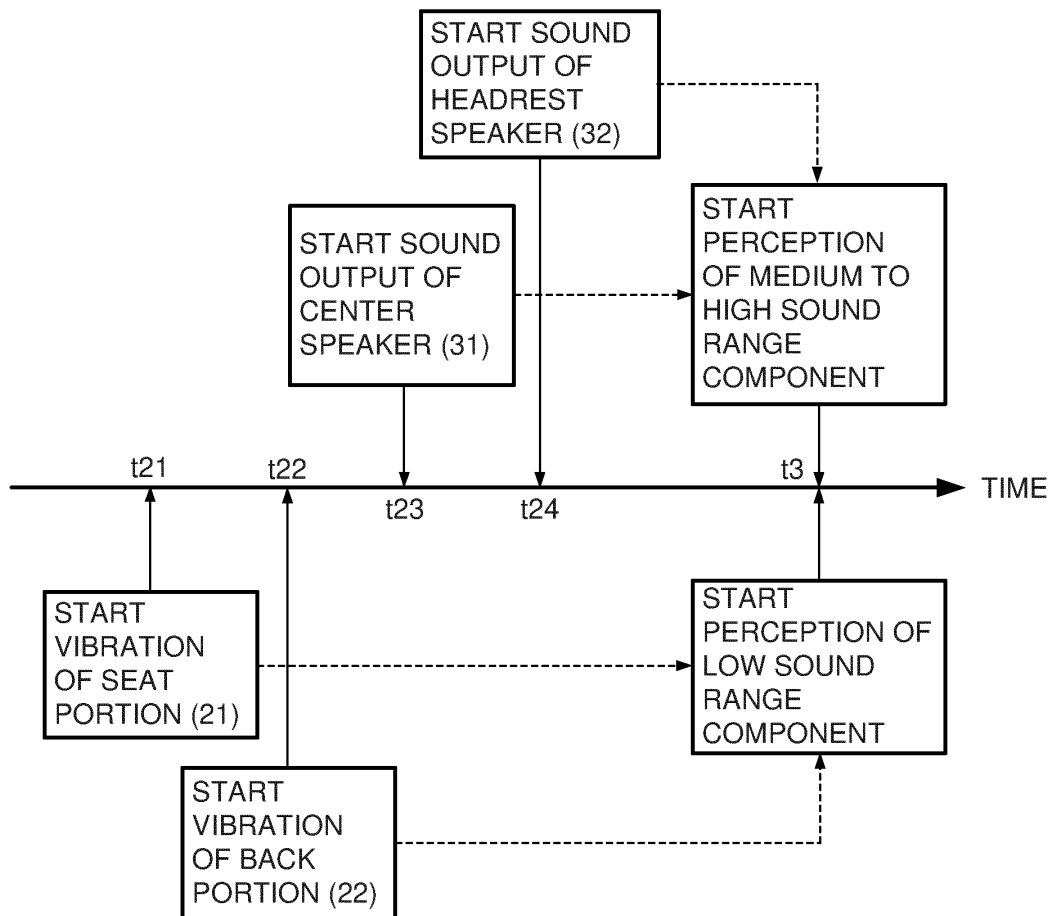 START SOUND
OUTPUT OF
HEADREST
SPEAKER (32)
START SOUND
OUTPUT OF
CENTER
SPEAKER (31)
START
PERCEPTION
OF MEDIUM TO
HIGH SOUND
RANGE
COMPONENT
t21
t22
t23
t24
t3
TIME
START
VIBRATION
OF SEAT
PORTION (21)
START
PERCEPTION OF
LOW SOUND
RANGE
COMPONENT
START
VIBRATION
OF BACK
PORTION (22)